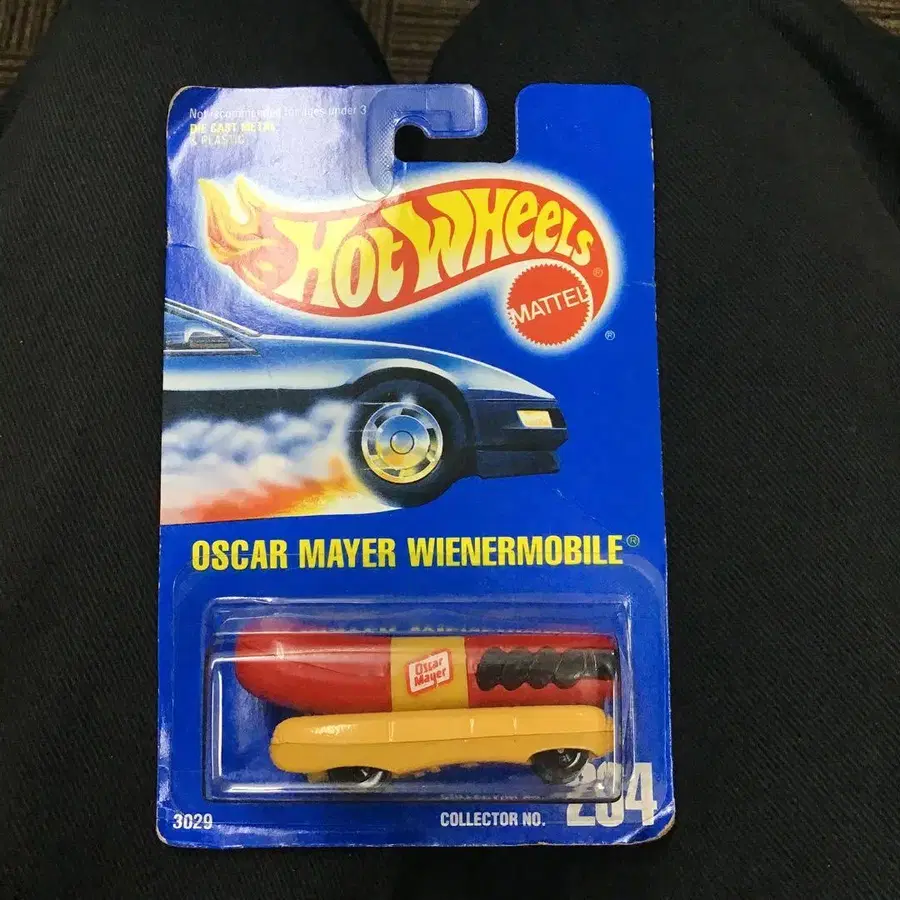 Not recommended for ages under 3
DIE CAST METAL
& PLASTIC
HOT WHEELS®
MATTEL
®
OSCAR MAYER WIENERMOBILE®
Oscar
Mayer
3029
COLLECTOR NO. 204